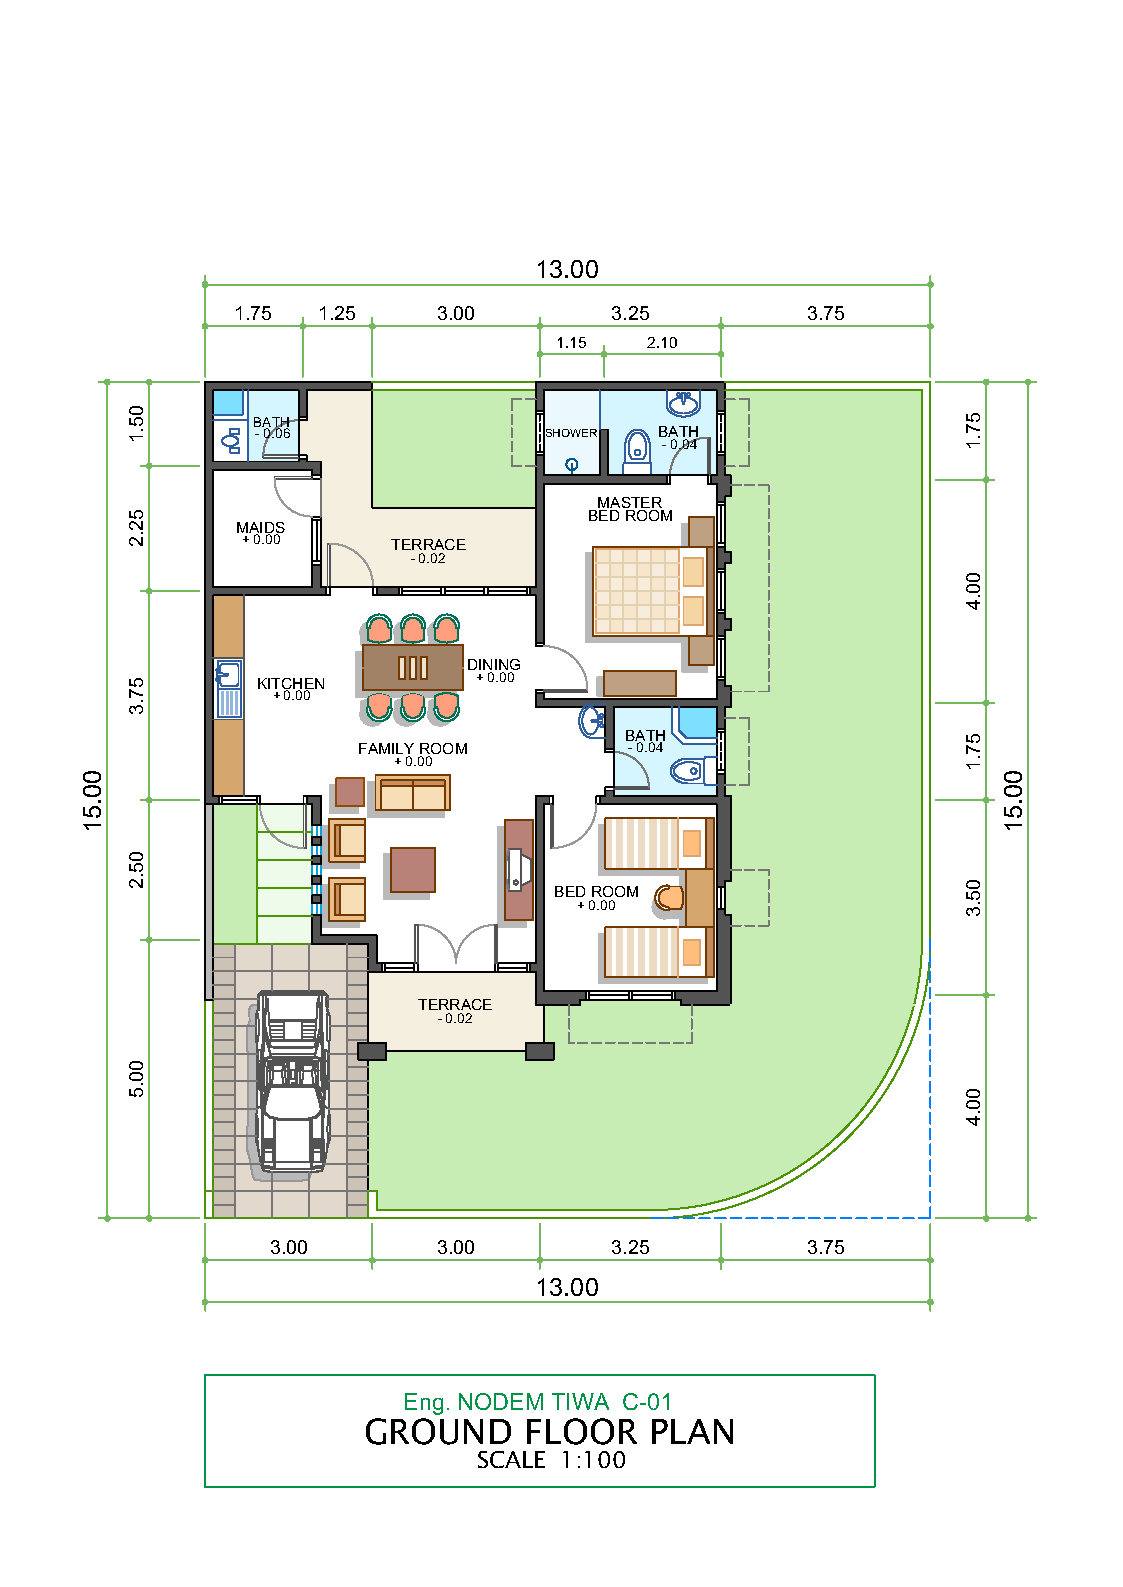 13.00
1.75 1.25 3.00 3.25 3.75
1.15 2.10
1.50
2.25
3.75
2.50
5.00
15.00
1.75
4.00
1.75
3.50
4.00
15.00
BATH
- 0.06
SHOWER
BATH
- 0.04
MASTER
BED ROOM
MAIDS
+ 0.00
TERRACE
- 0.02
DINING
+ 0.00
KITCHEN
+ 0.00
BATH
- 0.04
FAMILY ROOM
+ 0.00
BED ROOM
+ 0.00
TERRACE
- 0.02
3.00 3.00 3.25 3.75
13.00
Eng. NODEM TIWA C-01
GROUND FLOOR PLAN
SCALE 1:100